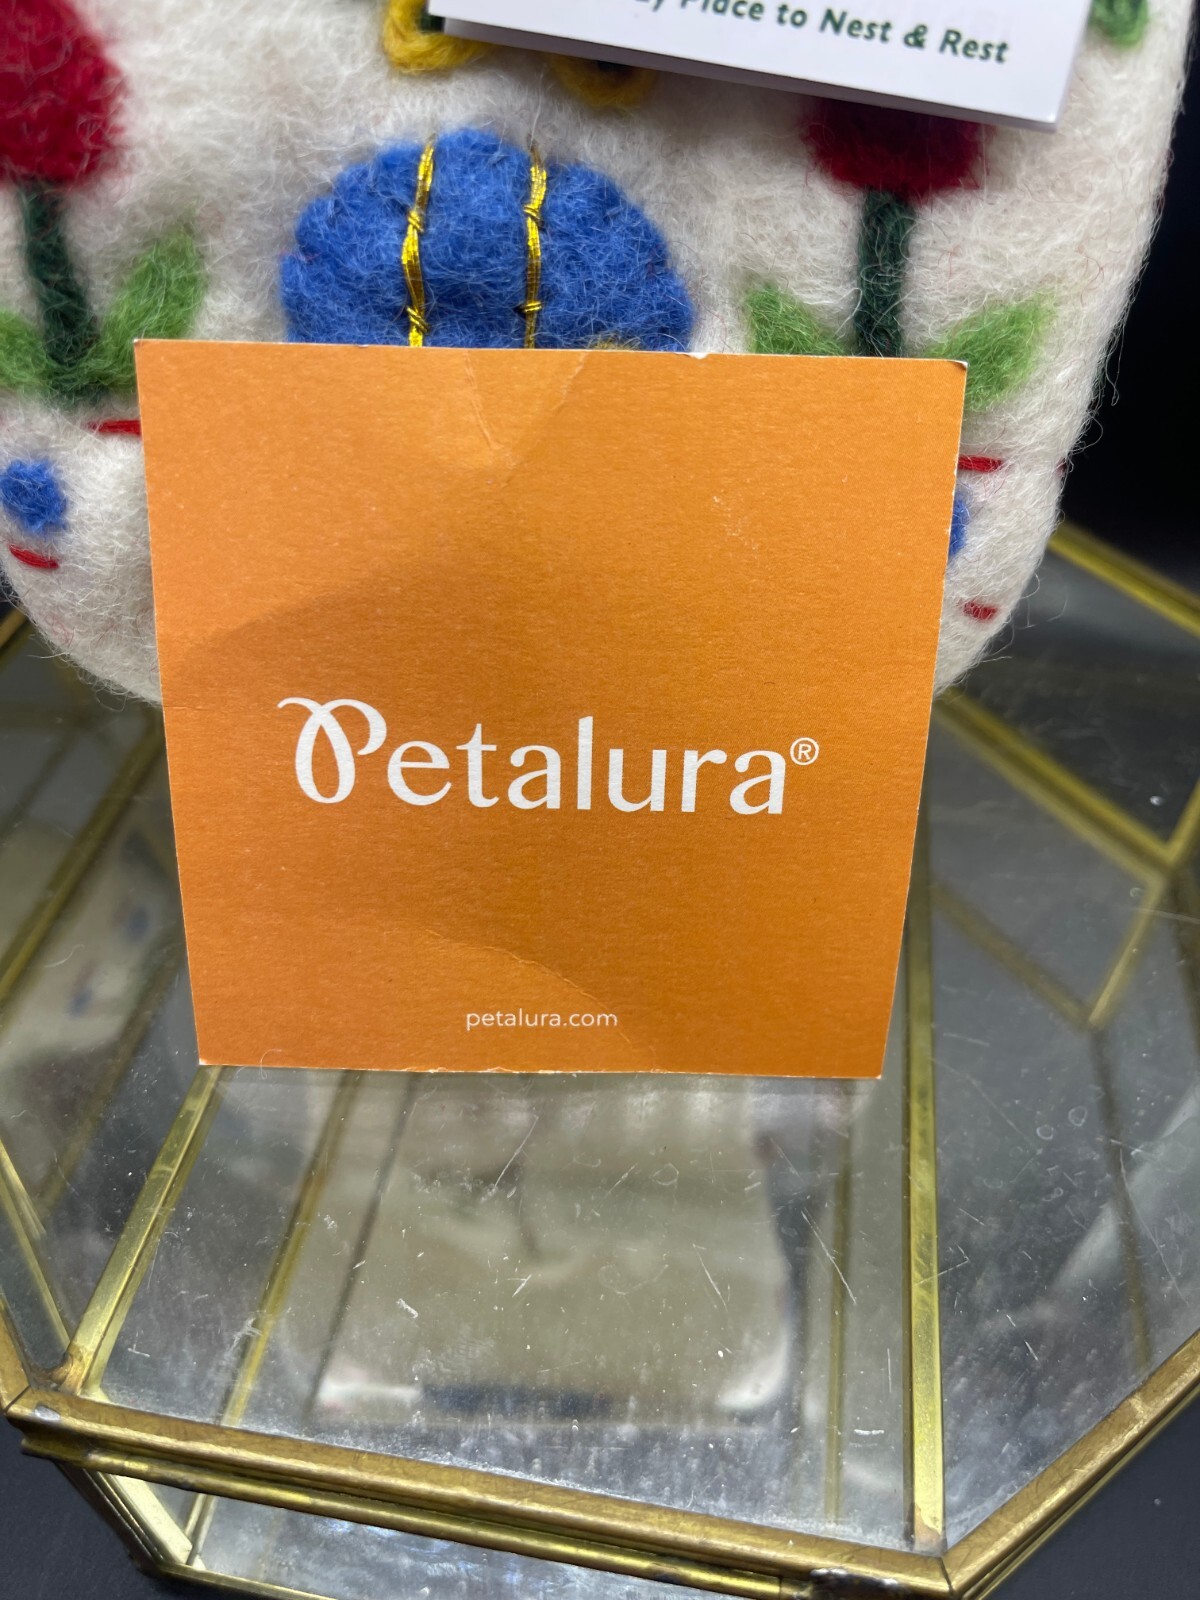 Place to Nest & Rest
Petalura®
petalura.com